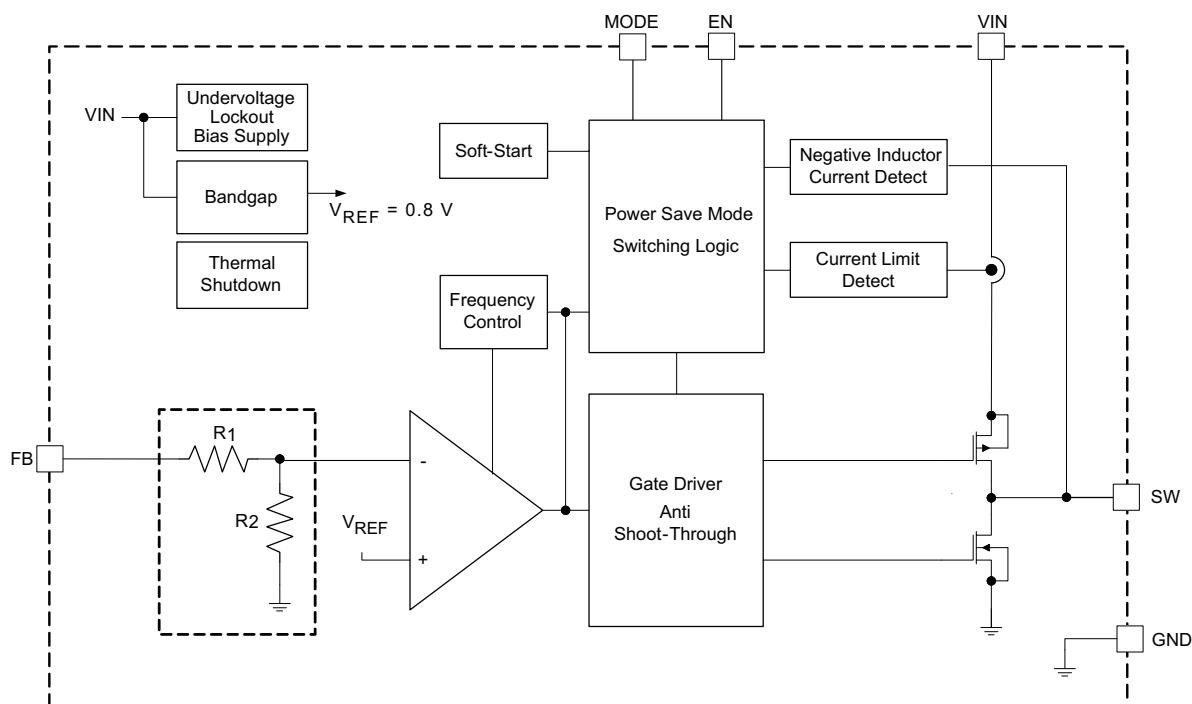 MODE
EN
VIN
VIN
Undervoltage
Lockout
Bias Supply
Bandgap
VREF = 0.8 V
Thermal
Shutdown
Soft-Start
Power Save Mode
Switching Logic
Negative Inductor
Current Detect
Current Limit
Detect
Frequency
Control
FB
R1
R2
VREF
-
+
Gate Driver
Anti
Shoot-Through
SW
GND